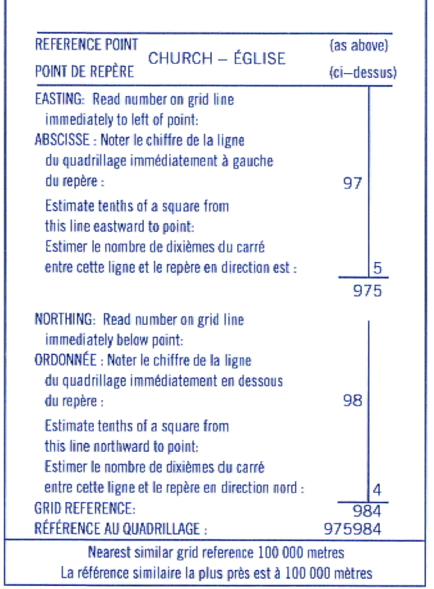 REFERENCE POINT CHURCH – ÉGLISE (as above)
POINT DE REPÈRE (ci–dessus)
EASTING: Read number on grid line
immediately to left of point:
ABSCISSE : Noter le chiffre de la ligne
du quadrillage immédiatement à gauche
du repère : 97
Estimate tenths of a square from
this line eastward to point:
Estimer le nombre de dixièmes du carré
entre cette ligne et le repère en direction est : 5
975
NORTHING: Read number on grid line
immediately below point:
ORDONNÉE : Noter le chiffre de la ligne
du quadrillage immédiatement en dessous
du repère : 98
Estimate tenths of a square from
this line northward to point:
Estimer le nombre de dixièmes du carré
entre cette ligne et le repère en direction nord : 4
GRID REFERENCE: 984
RÉFÉRENCE AU QUADRILLAGE : 975984
Nearest similar grid reference 100 000 metres
La référence similaire la plus près est à 100 000 mètres